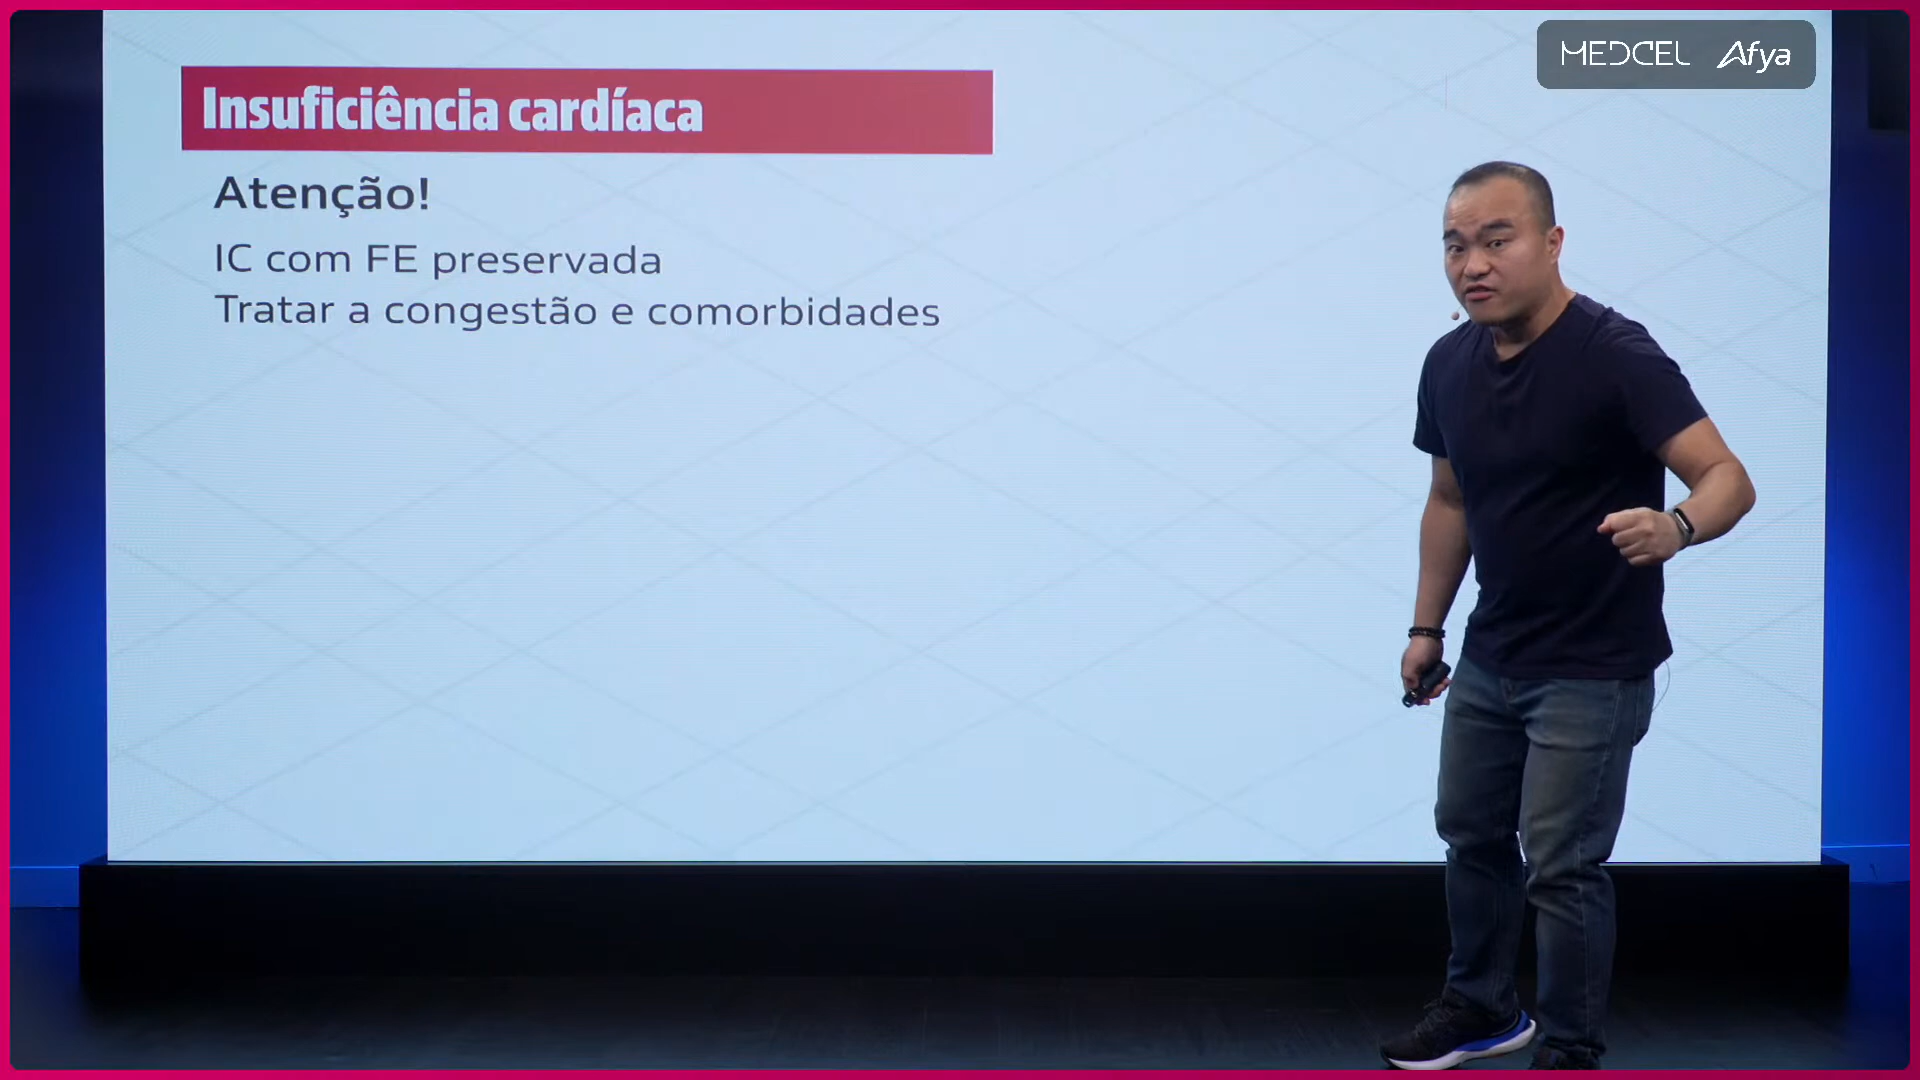 MEDCEL Afya
Insuficiência cardíaca
Atenção!
IC com FE preservada
Tratar a congestão e comorbidades